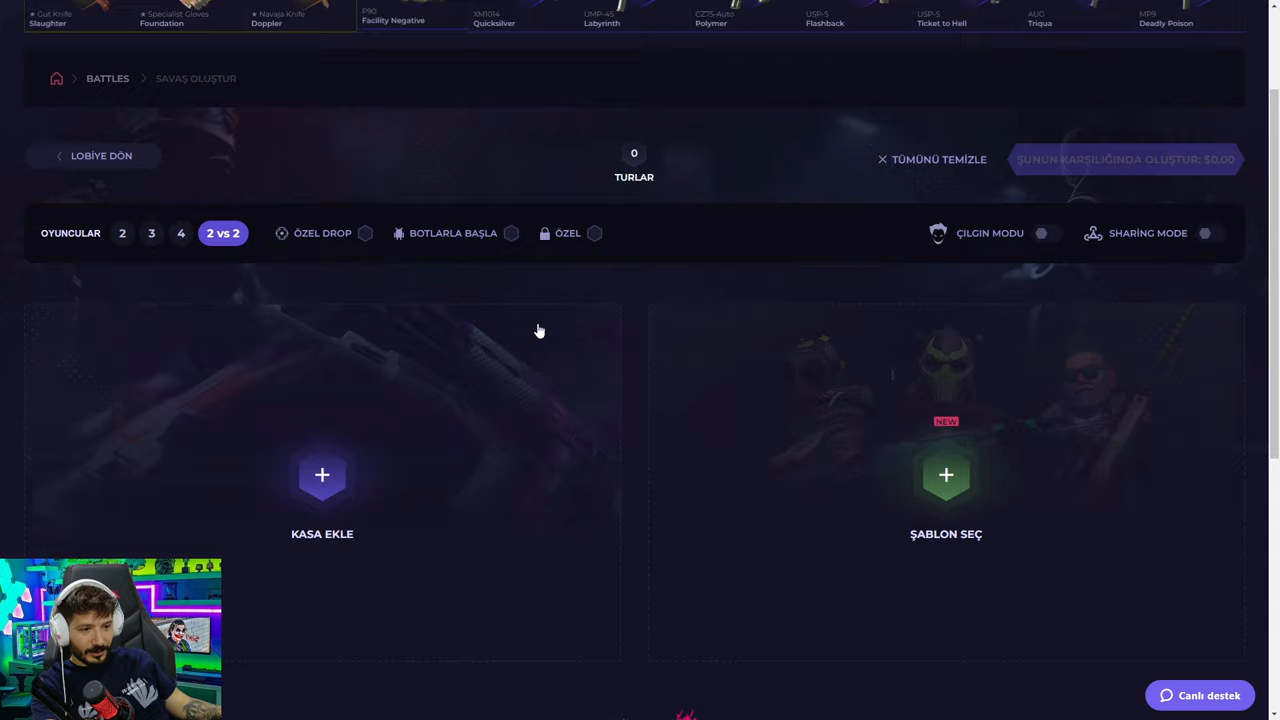 ★ Gut Knife
Slaughter
★ Specialist Gloves
Foundation
★ Navaja Knife
Doppler
P90
Facility Negative
XM1014
Quicksilver
UMP-45
Labyrinth
CZ75-Auto
Polymer
USP-S
Flashback
USP-S
Ticket to Hell
AUG
Triqua
MP9
Deadly Poison
BATTLES
SAVAŞ OLUŞTUR
LOBİYE DÖN
0
TURLAR
TÜMÜNÜ TEMİZLE
ŞUNUN KARŞILIĞINDA OLUŞTUR: $0.00
OYUNCULAR
2
3
4
2 vs 2
ÖZEL DROP
BOTLARLA BAŞLA
ÖZEL
ÇILGIN MODU
SHARING MODE
KASA EKLE
NEW
ŞABLON SEÇ
Canlı destek